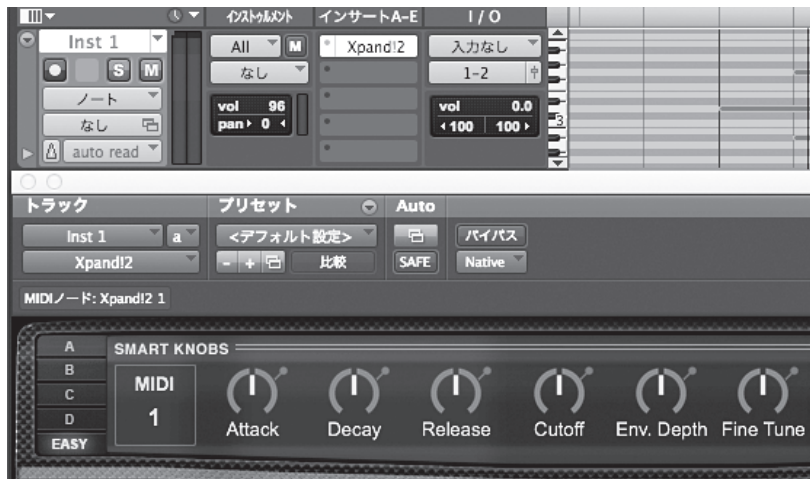 インストゥルメント インサートA-E I / O
Inst 1 All M Xpand!2 入力なし
S M なし 1-2
ノート vol 96 vol 0.0
なし pan 0 100 100
auto read
3
トラック プリセット Auto
Inst 1 a <デフォルト設定> バイパス
Xpand!2 - + 比較 SAFE Native
MIDIノード: Xpand!2 1
A SMART KNOBS
B
C MIDI
D 1
EASY
Attack Decay Release Cutoff Env. Depth Fine Tune